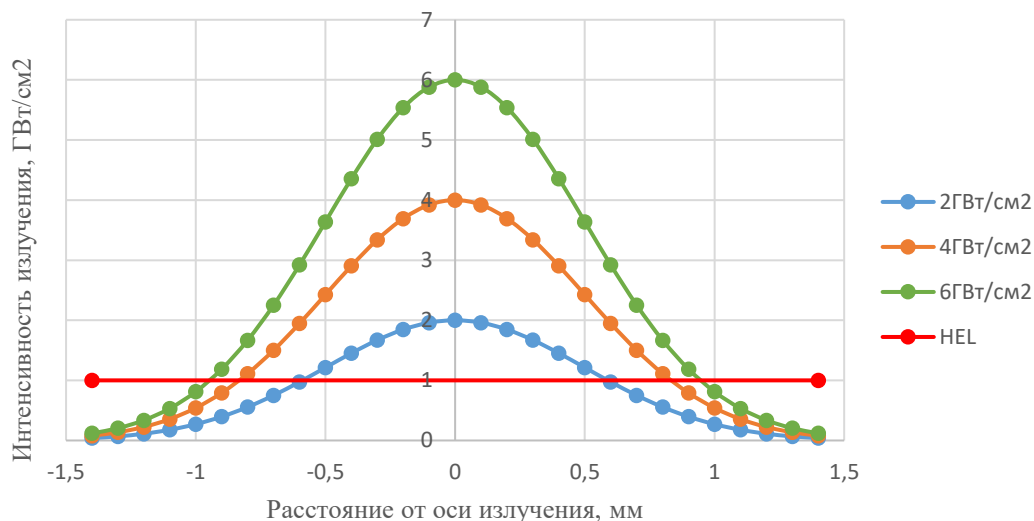 Интенсивность излучения, ГВт/см2
7
6
5
4
3
2
1
0
-1,5
-1
-0,5
0
0,5
1
1,5
Расстояние от оси излучения, мм
2ГВт/см2
4ГВт/см2
6ГВт/см2
HEL